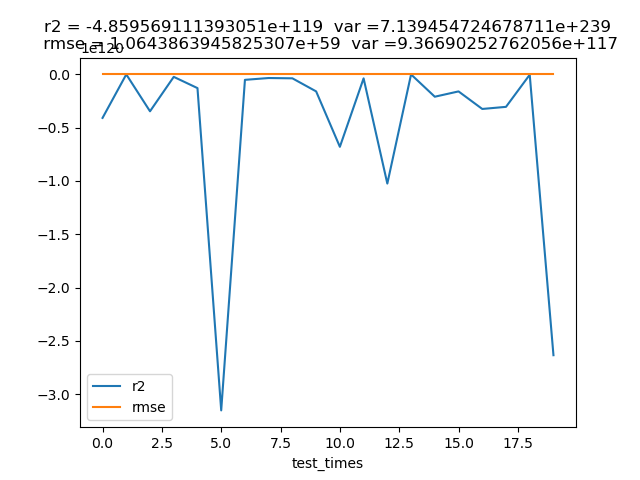 r2 = -4.859569111393051e+119  var =7.139454724678711e+239
rmse = 1.0643863945825307e+59  var =9.36690252762056e+117
1e120
0.0
-0.5
-1.0
-1.5
-2.0
-2.5
-3.0
r2
rmse
0.0 2.5 5.0 7.5 10.0 12.5 15.0 17.5
test_times